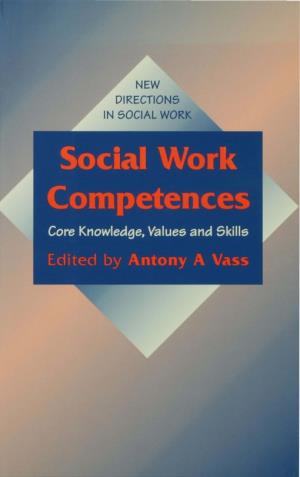 NEW
DIRECTIONS
IN SOCIAL WORK
Social Work
Competences
Core Knowledge, Values and Skills
Edited by Antony A Vass